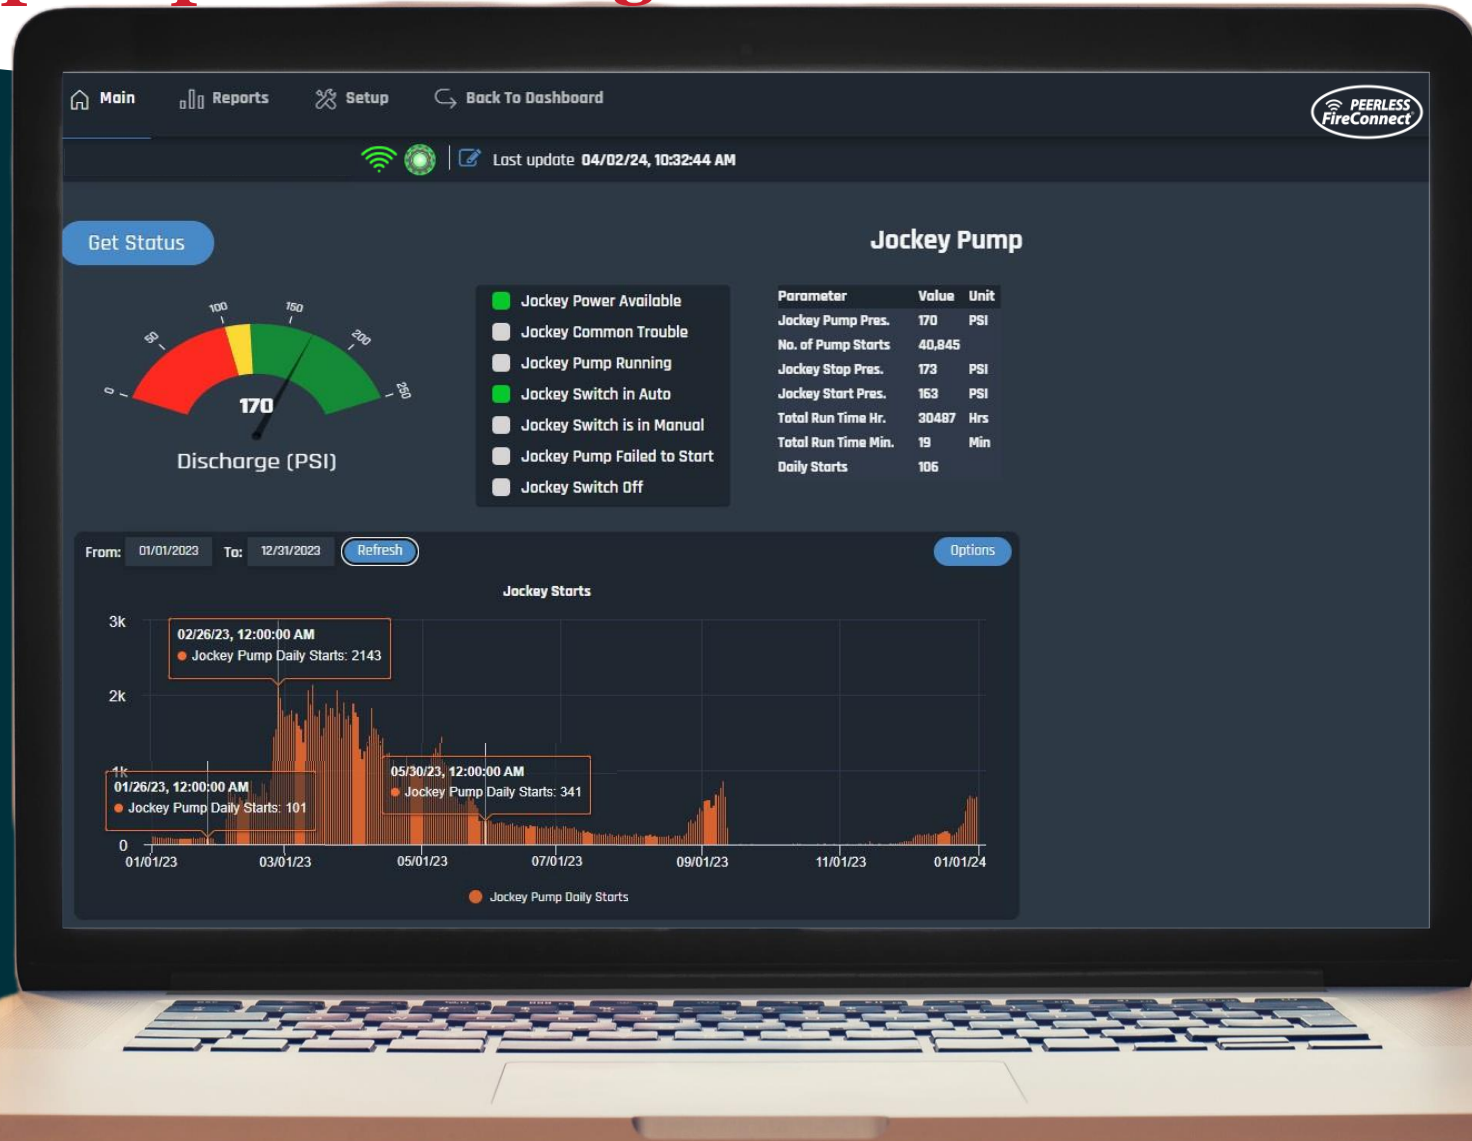 Main Reports Setup Back To Dashboard
PEERLESS
FireConnect
Last update 04/02/24, 10:32:44 AM
Get Status
Jockey Pump
0 50 100 150 200 250
170
Discharge (PSI)
Jockey Power Available
Jockey Common Trouble
Jockey Pump Running
Jockey Switch in Auto
Jockey Switch is in Manual
Jockey Pump Failed to Start
Jockey Switch Off
Parameter Value Unit
Jockey Pump Pres. 170 PSI
No. of Pump Starts 40,845
Jockey Stop Pres. 173 PSI
Jockey Start Pres. 163 PSI
Total Run Time Hr. 30487 Hrs
Total Run Time Min. 19 Min
Daily Starts 106
From: 01/01/2023 To: 12/31/2023 Refresh Options
Jockey Starts
3k
02/26/23, 12:00:00 AM
Jockey Pump Daily Starts: 2143
2k
1k
05/30/23, 12:00:00 AM
Jockey Pump Daily Starts: 341
01/26/23, 12:00:00 AM
Jockey Pump Daily Starts: 101
0
01/01/23 03/01/23 05/01/23 07/01/23 09/01/23 11/01/23 01/01/24
Jockey Pump Daily Starts